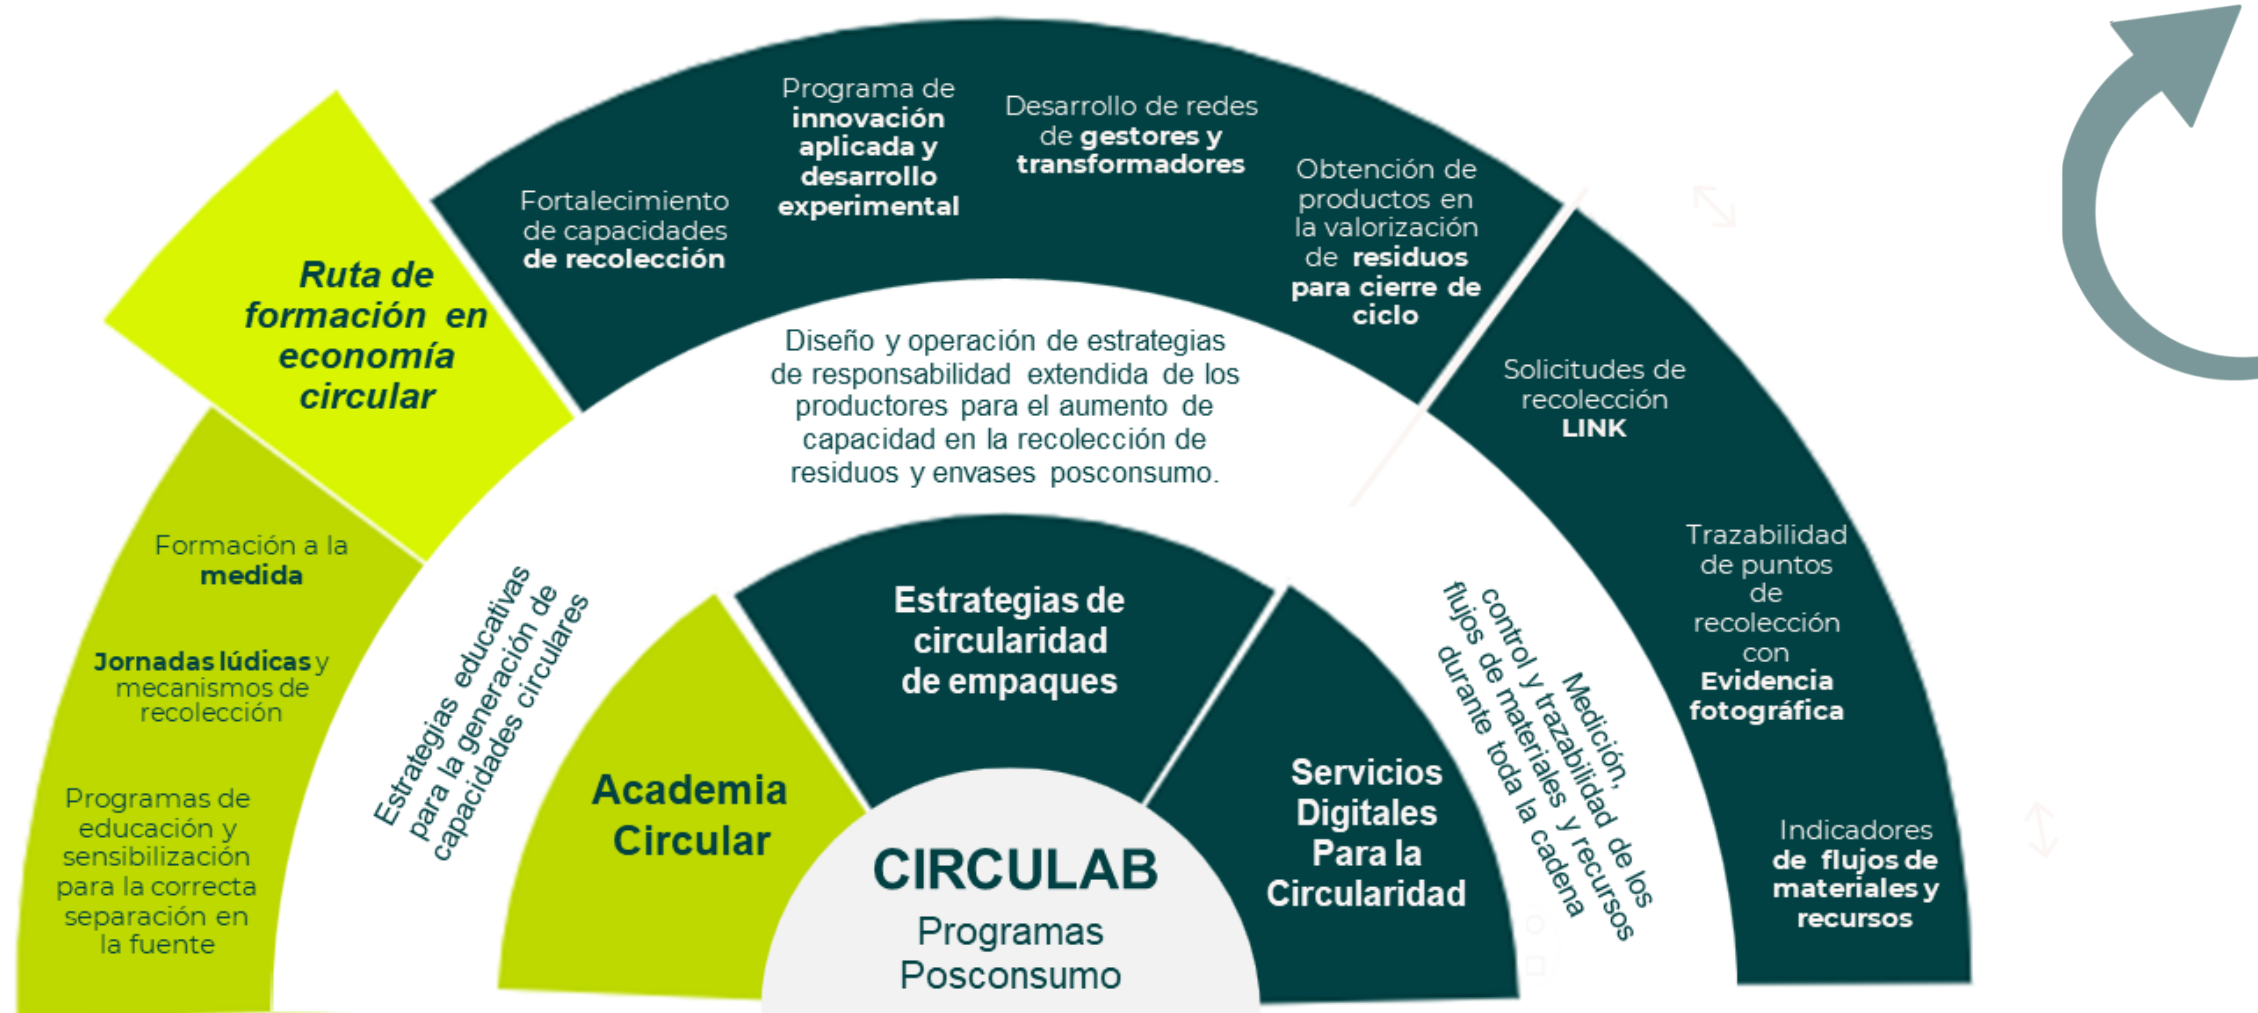 Programa de
innovación
aplicada y
desarrollo
experimental
Desarrollo de redes
de gestores y
transformadores
Fortalecimiento
de capacidades
de recolección
Obtención de
productos en
la valorización
de residuos
para cierre de
ciclo
Ruta de
formación en
economía
circular
Diseño y operación de estrategias
de responsabilidad extendida de los
productores para el aumento de
capacidad en la recolección de
residuos y envases posconsumo.
Solicitudes de
recolección
LINK
Formación a la
medida
Jornadas lúdicas y
mecanismos de
recolección
Programas de
educación y
sensibilización
para la correcta
separación en
la fuente
Estrategias educativas
para la generación de
capacidades circulares
Academia
Circular
Estrategias de
circularidad
de empaques
Servicios
Digitales
Para la
Circularidad
Medición,
control y trazabilidad de los
flujos de materiales y recursos
durante toda la cadena
Trazabilidad
de puntos
de
recolección
con
Evidencia
fotográfica
Indicadores
de flujos de
materiales y
recursos
CIRCULAB
Programas
Posconsumo